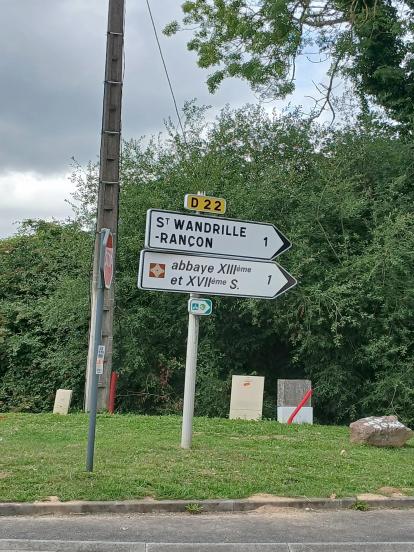 D 22
ST WANDRILLE
-RANÇON 1
abbaye XIIIème
et XVIIème S. 1